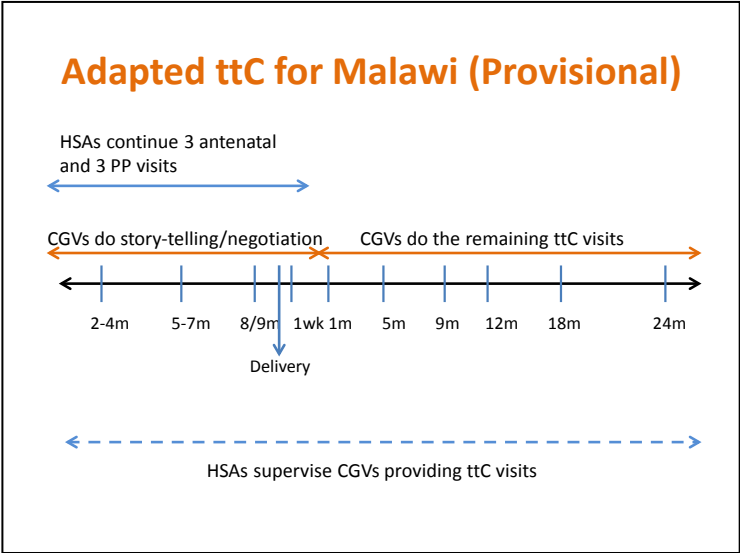 Adapted ttC for Malawi (Provisional)
HSAs continue 3 antenatal
and 3 PP visits
CGVs do story-telling/negotiation
CGVs do the remaining ttC visits
2-4m
5-7m
8/9m
1wk
1m
5m
9m
12m
18m
24m
Delivery
HSAs supervise CGVs providing ttC visits